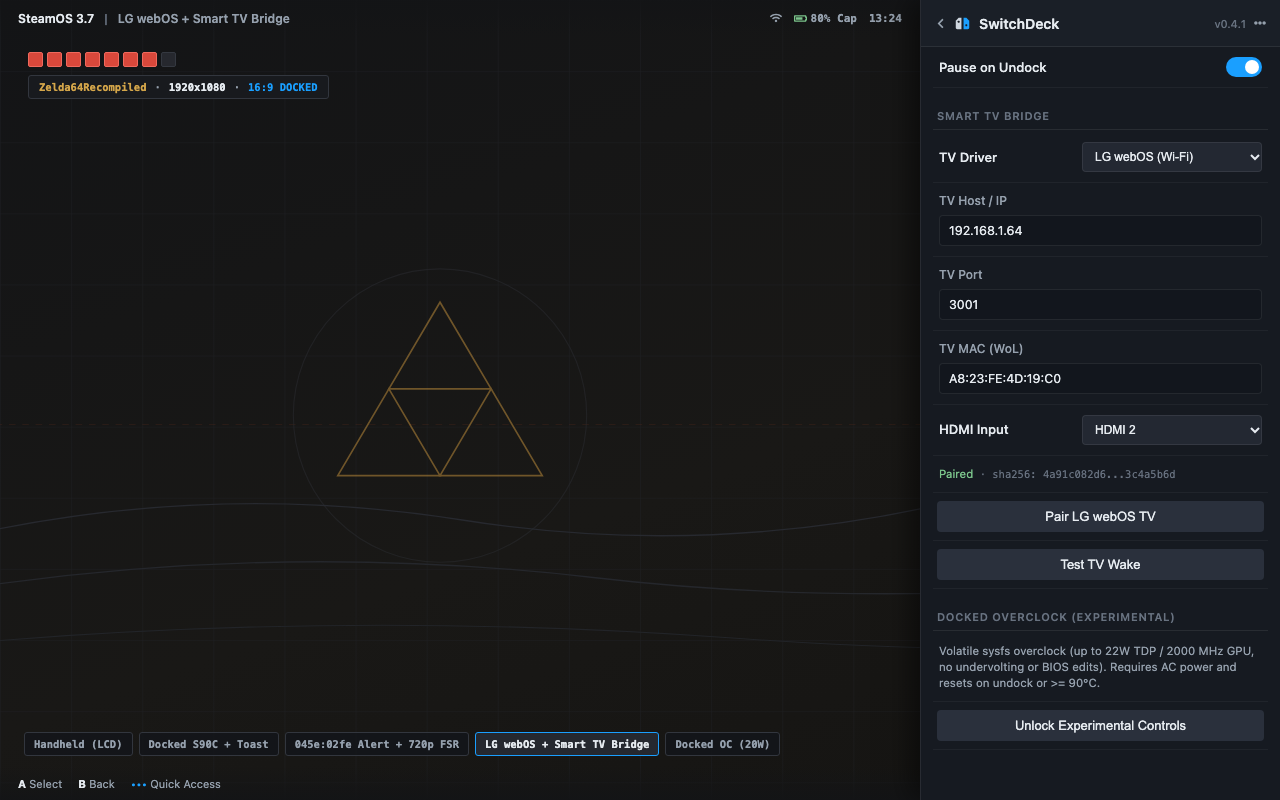 SteamOS 3.7 | LG webOS + Smart TV Bridge
80% Cap 13:24
Zelda64Recompiled · 1920x1080 · 16:9 DOCKED
Handheld (LCD)
Docked S90C + Toast
045e:02fe Alert + 720p FSR
LG webOS + Smart TV Bridge
Docked OC (20W)
A Select B Back ••• Quick Access
SwitchDeck
v0.4.1 •••
Pause on Undock
SMART TV BRIDGE
TV Driver
LG webOS (Wi-Fi)
TV Host / IP
192.168.1.64
TV Port
3001
TV MAC (WoL)
A8:23:FE:4D:19:C0
HDMI Input
HDMI 2
Paired · sha256: 4a91c082d6...3c4a5b6d
Pair LG webOS TV
Test TV Wake
DOCKED OVERCLOCK (EXPERIMENTAL)
Volatile sysfs overclock (up to 22W TDP / 2000 MHz GPU,
no undervolting or BIOS edits). Requires AC power and
resets on undock or >= 90°C.
Unlock Experimental Controls